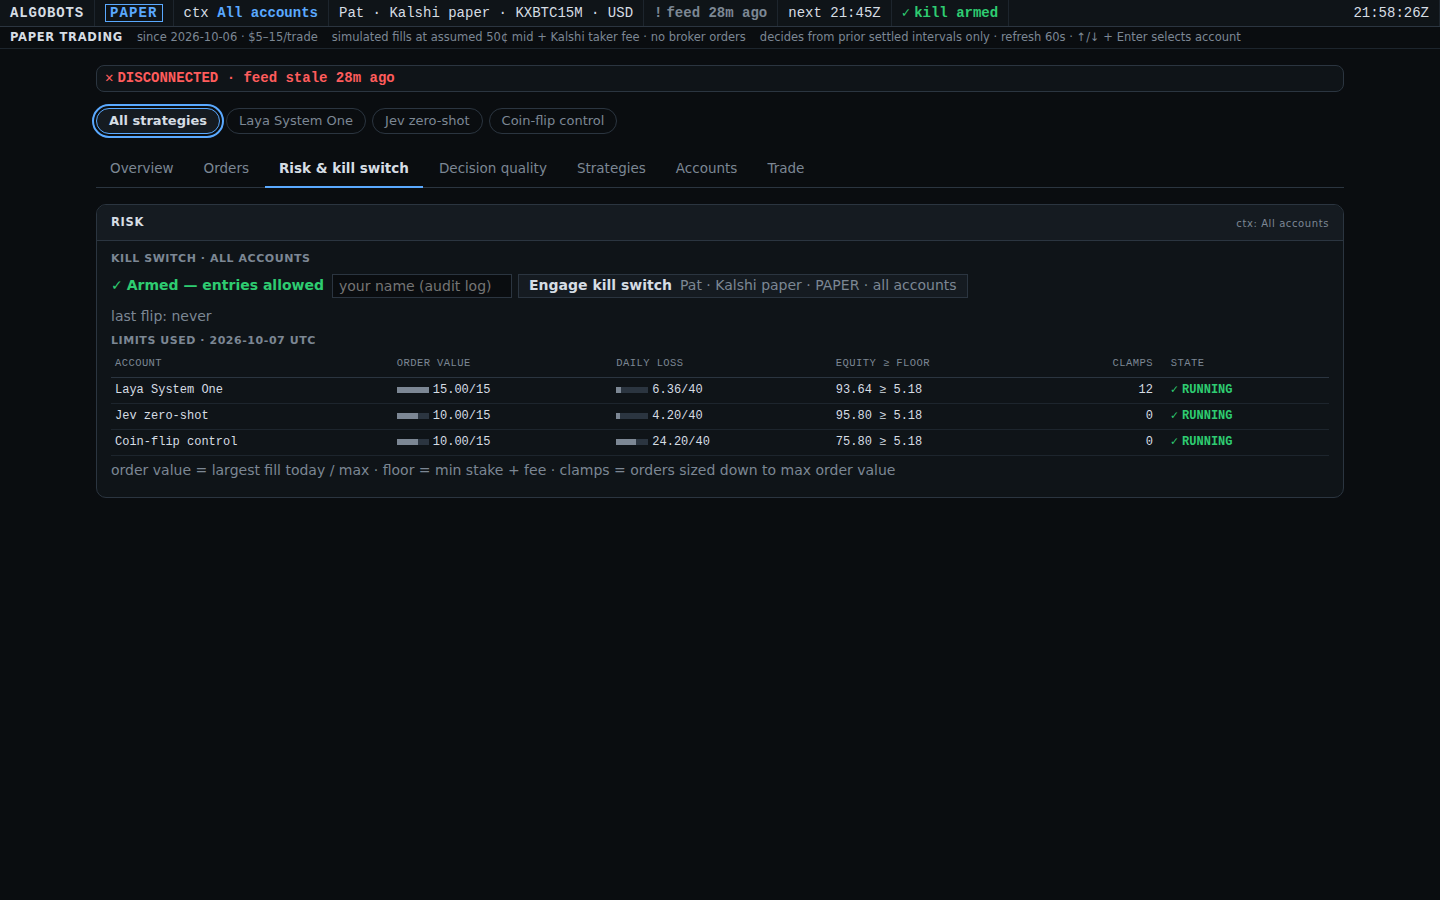 ALGOBOTS PAPER ctx All accounts Pat · Kalshi paper · KXBTC15M · USD ! feed 28m ago next 21:45Z ✓ kill armed 21:58:26Z
PAPER TRADING since 2026-10-06 · $5–15/trade simulated fills at assumed 50¢ mid + Kalshi taker fee · no broker orders decides from prior settled intervals only · refresh 60s · ↑/↓ + Enter selects account
✕ DISCONNECTED · feed stale 28m ago
All strategies Laya System One Jev zero-shot Coin-flip control
Overview Orders Risk & kill switch Decision quality Strategies Accounts Trade
RISK ctx: All accounts
KILL SWITCH · ALL ACCOUNTS
✓ Armed — entries allowed your name (audit log) Engage kill switch Pat · Kalshi paper · PAPER · all accounts
last flip: never
LIMITS USED · 2026-10-07 UTC
ACCOUNT ORDER VALUE DAILY LOSS EQUITY ≥ FLOOR CLAMPS STATE
Laya System One 15.00/15 6.36/40 93.64 ≥ 5.18 12 ✓ RUNNING
Jev zero-shot 10.00/15 4.20/40 95.80 ≥ 5.18 0 ✓ RUNNING
Coin-flip control 10.00/15 24.20/40 75.80 ≥ 5.18 0 ✓ RUNNING
order value = largest fill today / max · floor = min stake + fee · clamps = orders sized down to max order value